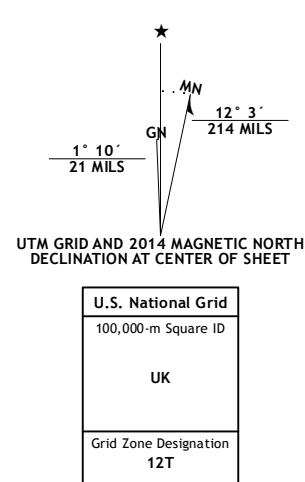 ★
MN
12° 3´
214 MILS
GN
1° 10´
21 MILS
UTM GRID AND 2014 MAGNETIC NORTH
DECLINATION AT CENTER OF SHEET
U.S. National Grid
100,000-m Square ID
UK
Grid Zone Designation
12T